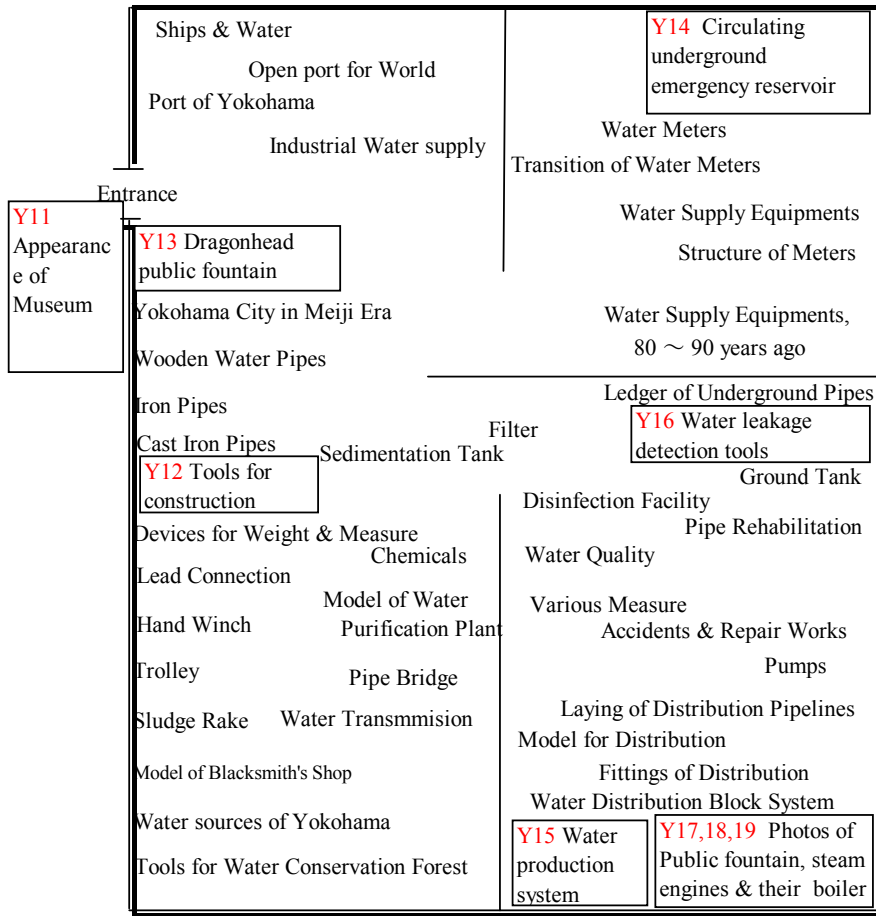 Ships & Water
Open port for World
Port of Yokohama
Industrial Water supply
Y14 Circulating
underground
emergency reservoir
Water Meters
Transition of Water Meters
Water Supply Equipments
Structure of Meters
Water Supply Equipments,
80 ～ 90 years ago
Entrance
Y11
Appearanc
e of
Museum
Y13 Dragonhead
public fountain
Yokohama City in Meiji Era
Wooden Water Pipes
Iron Pipes
Cast Iron Pipes
Y12 Tools for
construction
Filter
Sedimentation Tank
Ledger of Underground Pipes
Y16 Water leakage
detection tools
Ground Tank
Disinfection Facility
Pipe Rehabilitation
Water Quality
Various Measure
Accidents & Repair Works
Pumps
Laying of Distribution Pipelines
Model for Distribution
Fittings of Distribution
Water Distribution Block System
Devices for Weight & Measure
Chemicals
Lead Connection
Model of Water
Purification Plant
Hand Winch
Trolley
Pipe Bridge
Sludge Rake
Water Transmmision
Model of Blacksmith's Shop
Water sources of Yokohama
Tools for Water Conservation Forest
Y15 Water
production
system
Y17,18,19 Photos of
Public fountain, steam
engines & their boiler